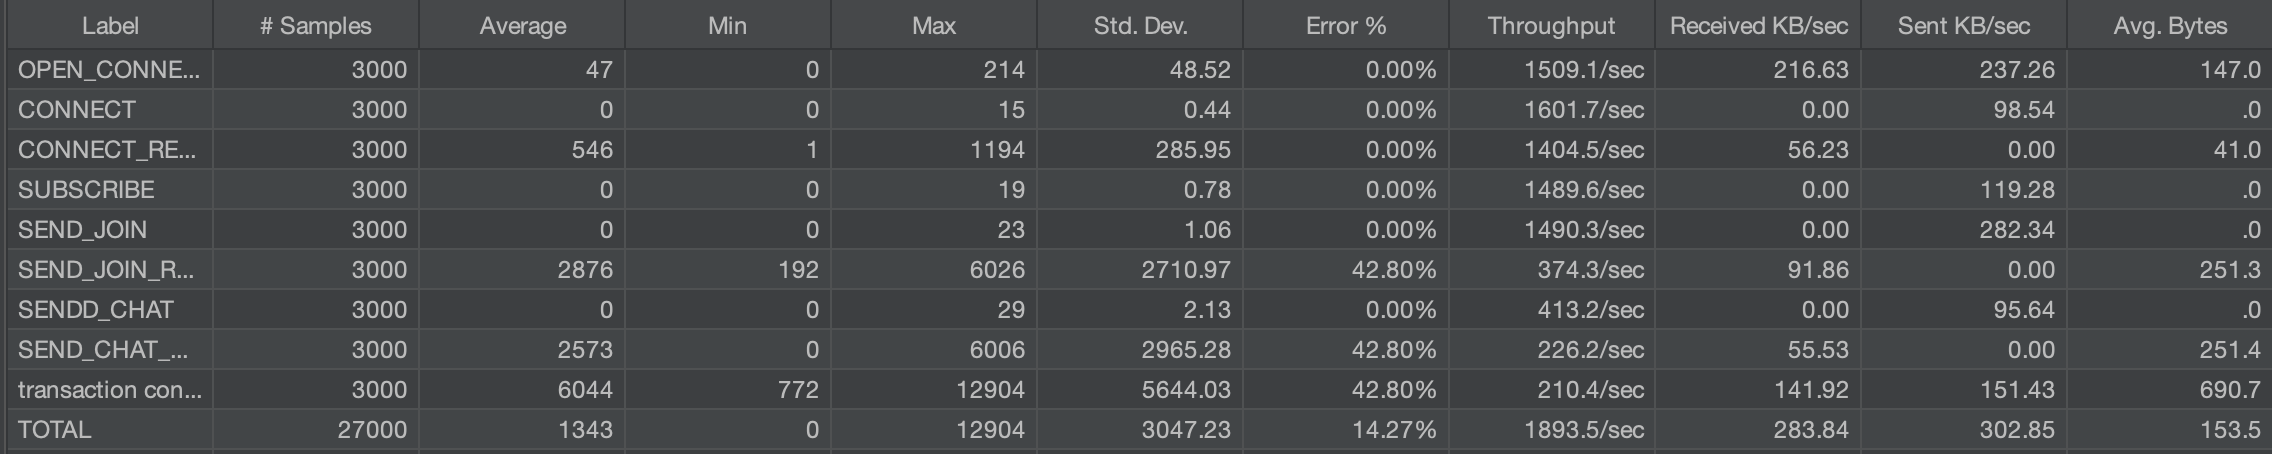 Label # Samples Average Min Max Std. Dev. Error % Throughput Received KB/sec Sent KB/sec Avg. Bytes
OPEN_CONNE... 3000 47 0 214 48.52 0.00% 1509.1/sec 216.63 237.26 147.0
CONNECT 3000 0 0 15 0.44 0.00% 1601.7/sec 0.00 98.54 .0
CONNECT_RE... 3000 546 1 1194 285.95 0.00% 1404.5/sec 56.23 0.00 41.0
SUBSCRIBE 3000 0 0 19 0.78 0.00% 1489.6/sec 0.00 119.28 .0
SEND_JOIN 3000 0 0 23 1.06 0.00% 1490.3/sec 0.00 282.34 .0
SEND_JOIN_R... 3000 2876 192 6026 2710.97 42.80% 374.3/sec 91.86 0.00 251.3
SENDD_CHAT 3000 0 0 29 2.13 0.00% 413.2/sec 0.00 95.64 .0
SEND_CHAT_... 3000 2573 0 6006 2965.28 42.80% 226.2/sec 55.53 0.00 251.4
transaction con... 3000 6044 772 12904 5644.03 42.80% 210.4/sec 141.92 151.43 690.7
TOTAL 27000 1343 0 12904 3047.23 14.27% 1893.5/sec 283.84 302.85 153.5